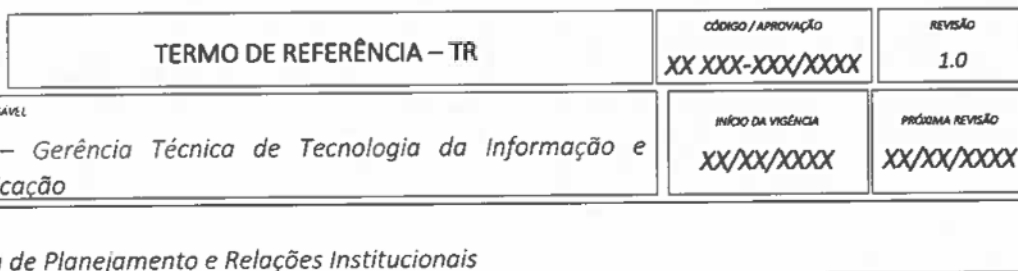 CÓDIGO / APROVAÇÃO
REVISÃO
TERMO DE REFERÊNCIA – TR
XX XXX-XXX/XXXX
1.0
INÍCIO DA VIGÊNCIA
PRÓXIMA REVISÃO
– Gerência Técnica de Tecnologia da Informação e
XX/XX/XXXX
XX/XX/XXXX
de Planejamento e Relações Institucionais